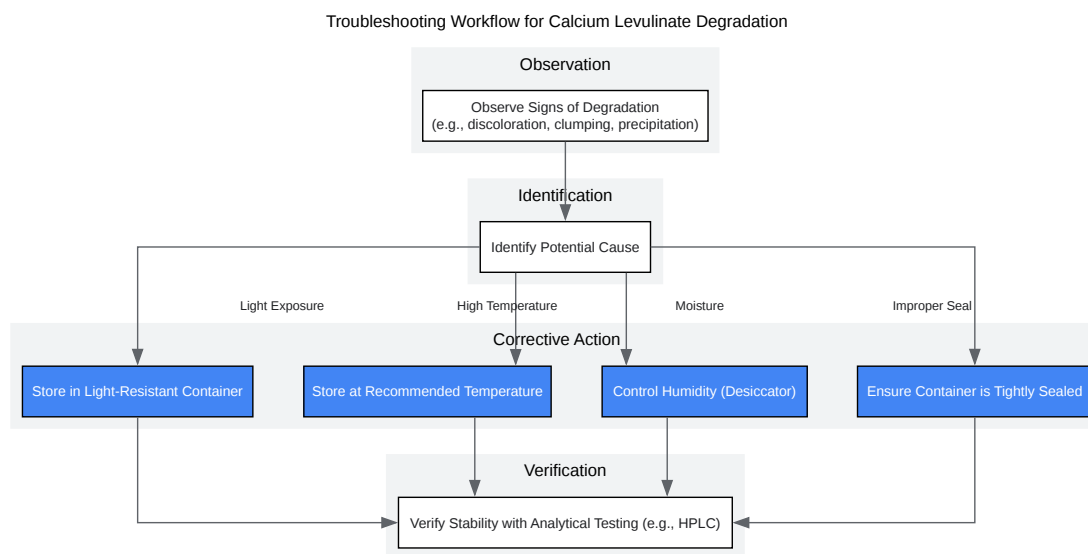 Troubleshooting Workflow for Calcium Levulinate Degradation
Observation
Observe Signs of Degradation
(e.g., discoloration, clumping, precipitation)
Identification
Identify Potential Cause
Light Exposure
High Temperature
Moisture
Improper Seal
Corrective Action
Store in Light-Resistant Container
Store at Recommended Temperature
Control Humidity (Desiccator)
Ensure Container is Tightly Sealed
Verification
Verify Stability with Analytical Testing (e.g., HPLC)